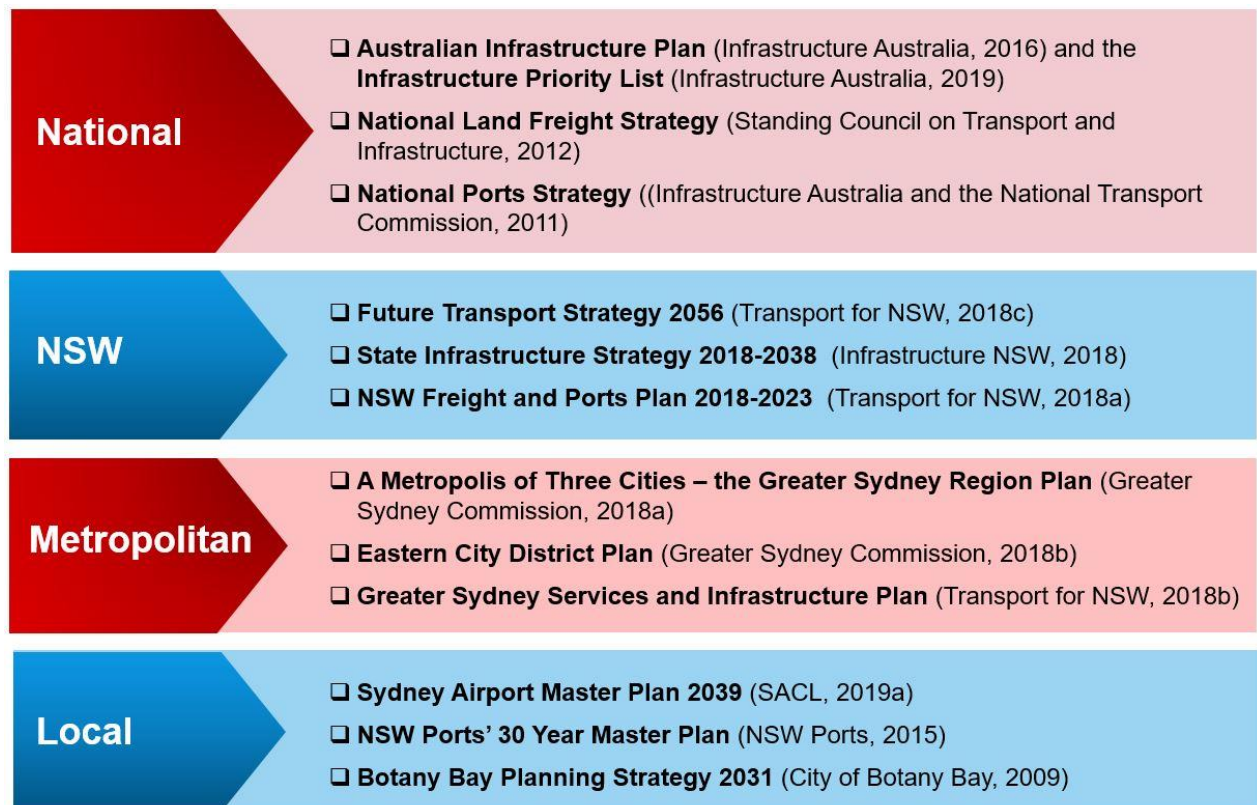 National
❑ Australian Infrastructure Plan (Infrastructure Australia, 2016) and the
Infrastructure Priority List (Infrastructure Australia, 2019)
❑ National Land Freight Strategy (Standing Council on Transport and
Infrastructure, 2012)
❑ National Ports Strategy ((Infrastructure Australia and the National Transport
Commission, 2011)
NSW
❑ Future Transport Strategy 2056 (Transport for NSW, 2018c)
❑ State Infrastructure Strategy 2018-2038 (Infrastructure NSW, 2018)
❑ NSW Freight and Ports Plan 2018-2023 (Transport for NSW, 2018a)
Metropolitan
❑ A Metropolis of Three Cities – the Greater Sydney Region Plan (Greater
Sydney Commission, 2018a)
❑ Eastern City District Plan (Greater Sydney Commission, 2018b)
❑ Greater Sydney Services and Infrastructure Plan (Transport for NSW, 2018b)
Local
❑ Sydney Airport Master Plan 2039 (SACL, 2019a)
❑ NSW Ports’ 30 Year Master Plan (NSW Ports, 2015)
❑ Botany Bay Planning Strategy 2031 (City of Botany Bay, 2009)